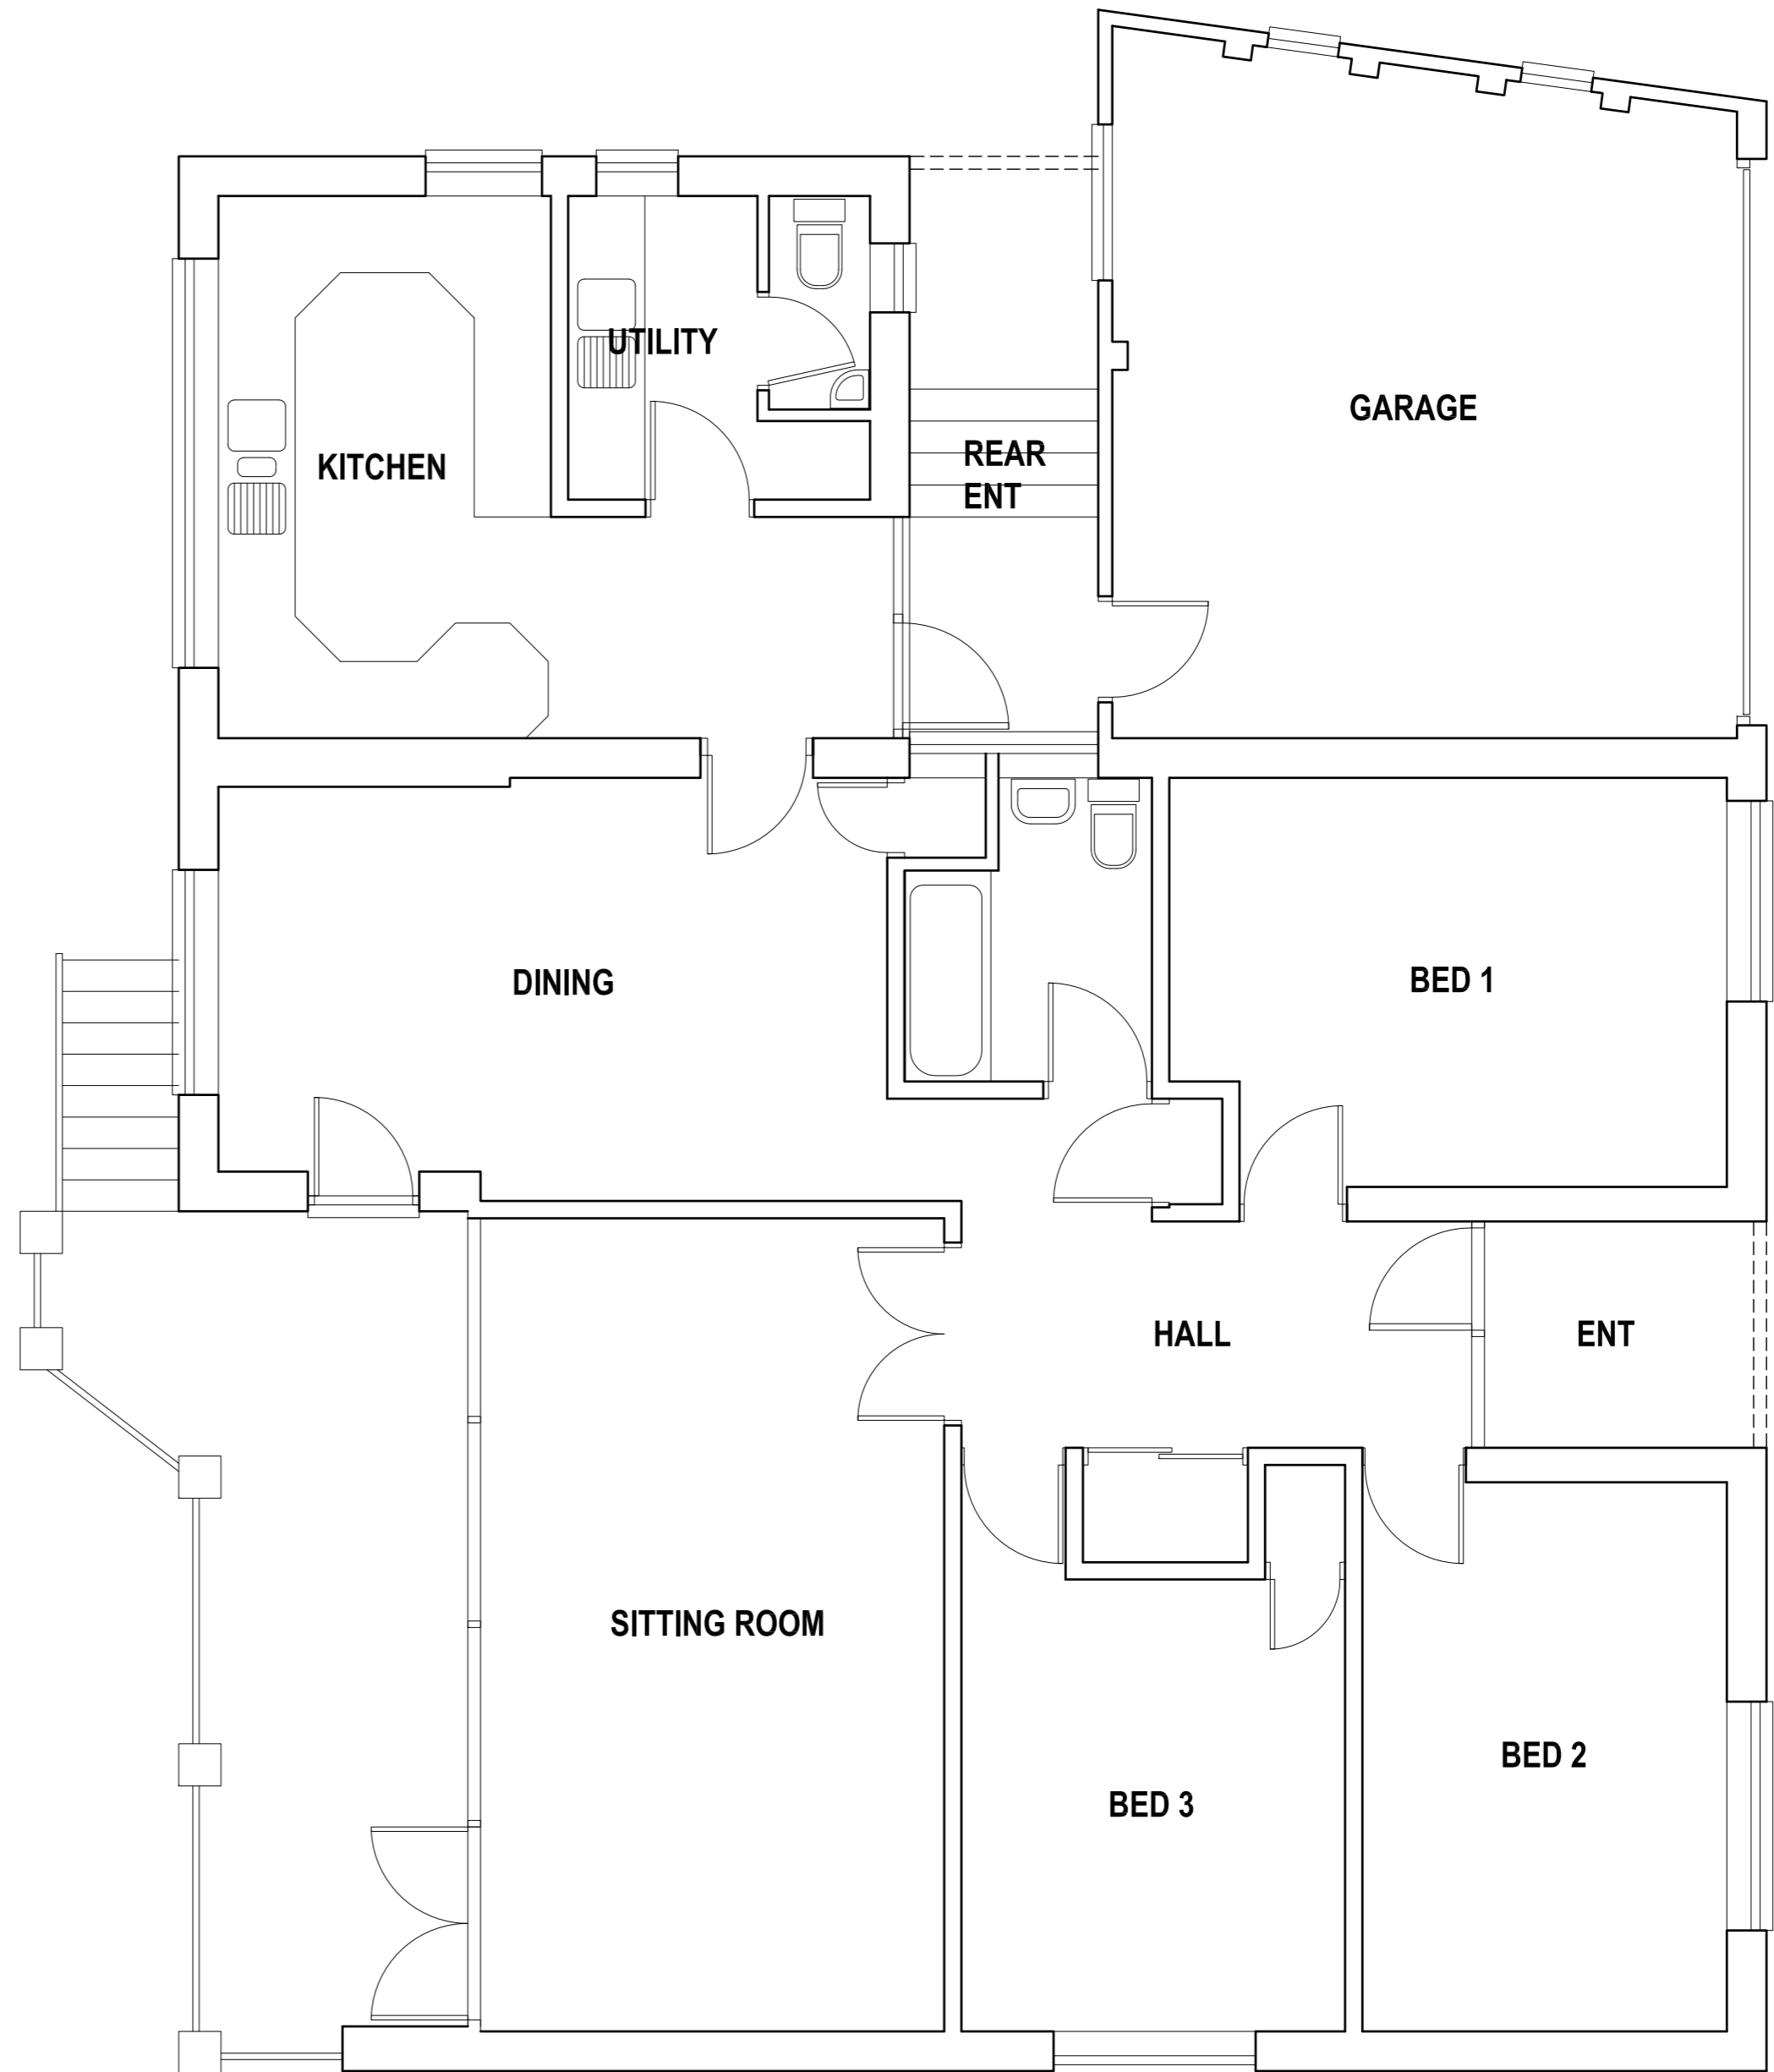 UTILITY
GARAGE
KITCHEN
REAR
ENT
DINING
BED 1
HALL
ENT
SITTING ROOM
BED 2
BED 3